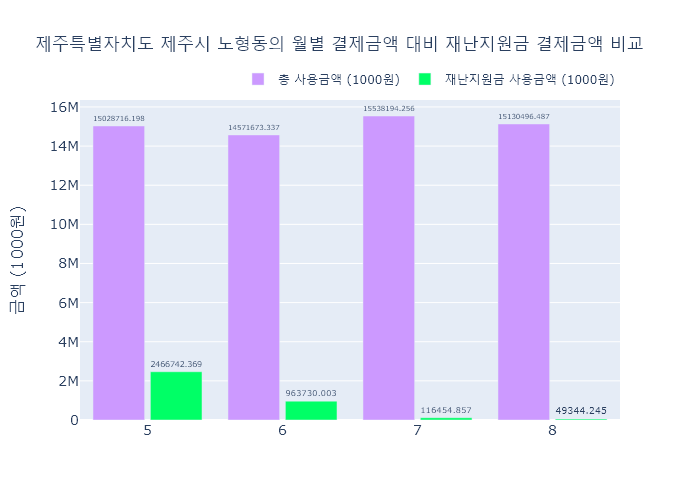 제주특별자치도 제주시 노형동의 월별 결제금액 대비 재난지원금 결제금액 비교
총 사용금액 (1000원) 재난지원금 사용금액 (1000원)
금액 (1000원)
16M
14M
12M
10M
8M
6M
4M
2M
0
15028716.198 14571673.337 15538194.256 15130496.487
2466742.369 963730.003 116454.857 49344.245
5 6 7 8